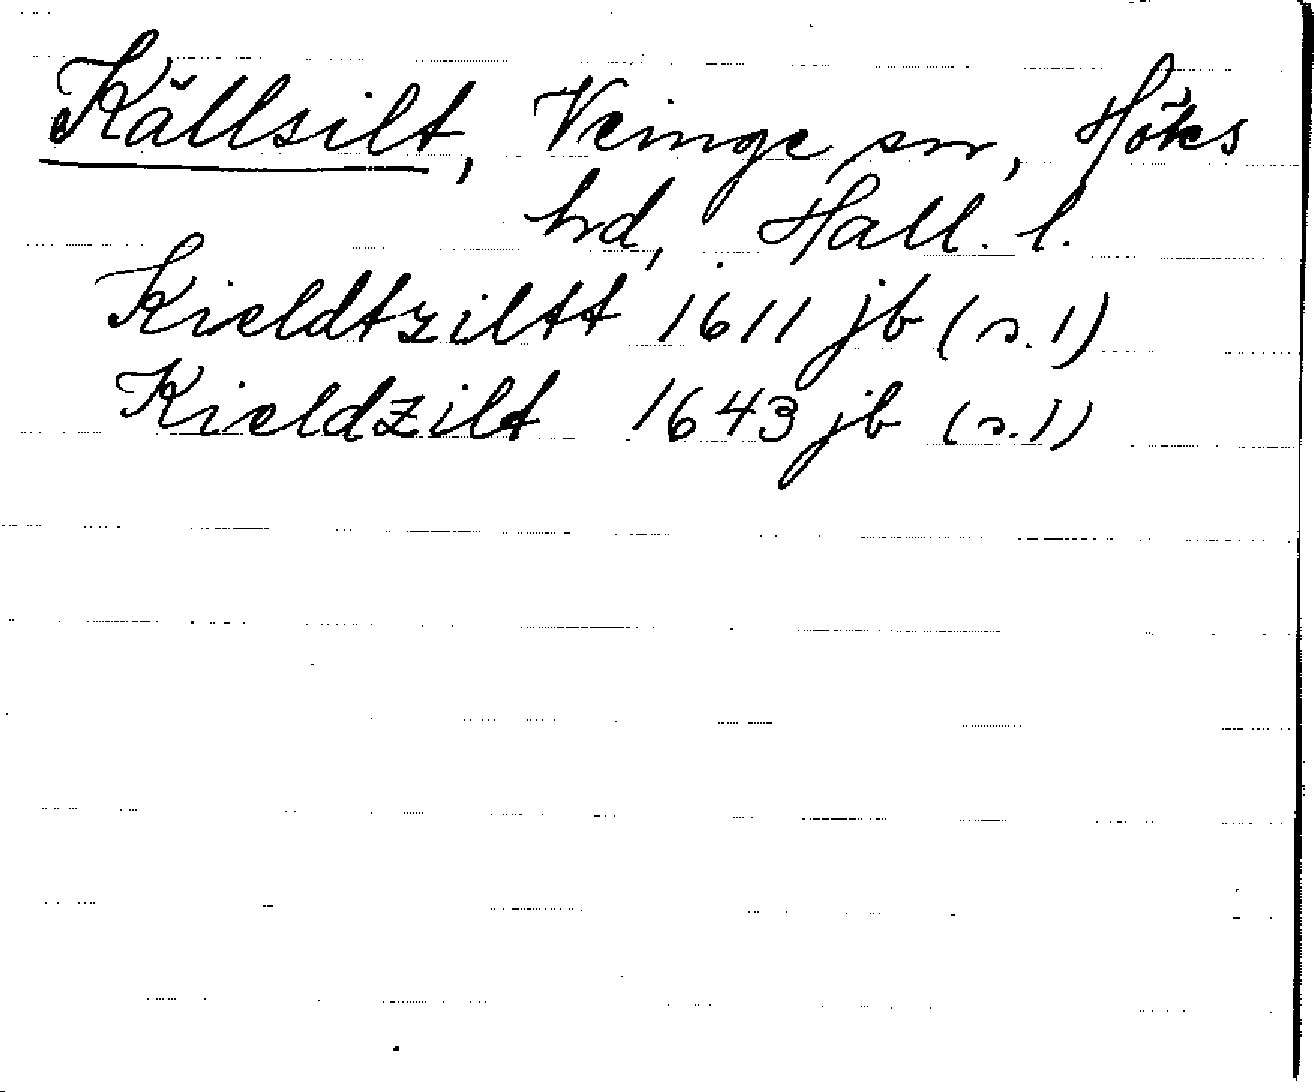 Källsilt, Veinge sn, Höks
hd, Hall. l.
Kieldtziltt 1611 jb (s. 1)
Kieldzilt 1643 jb (s. 1)